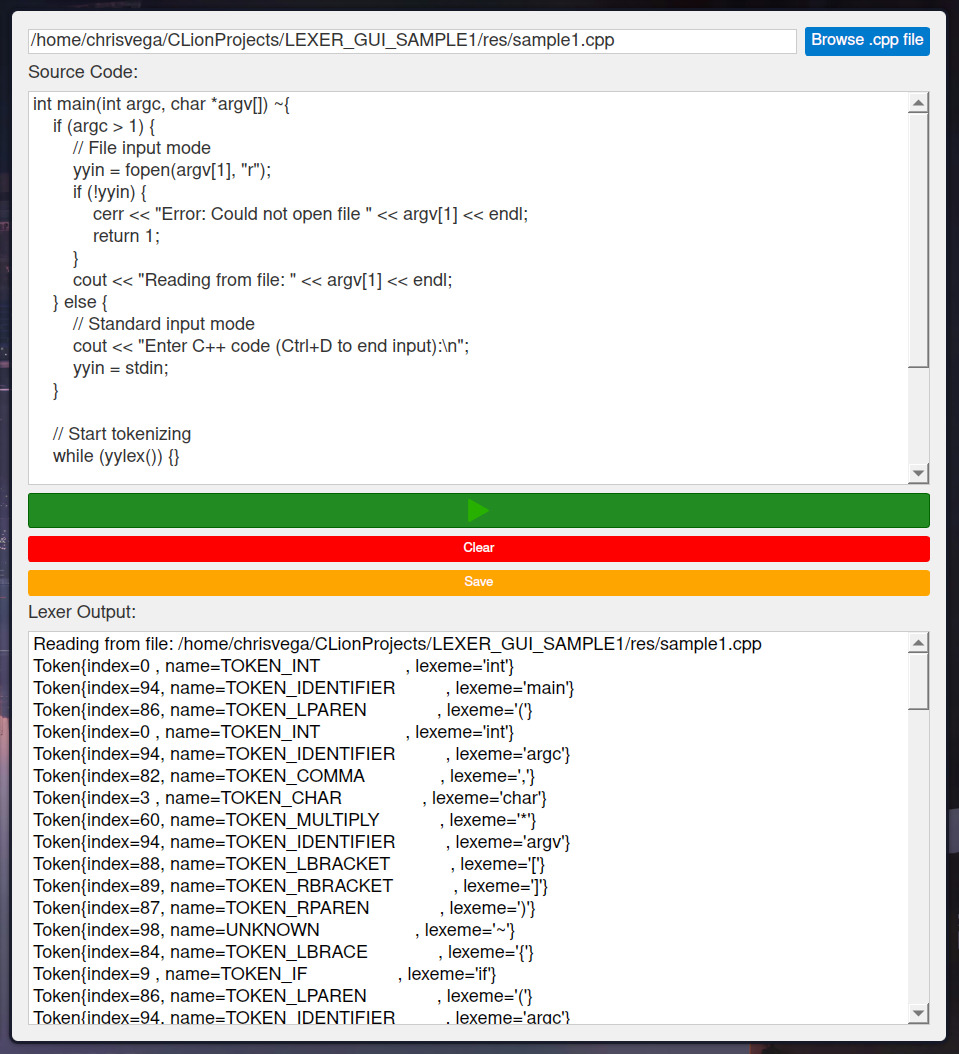 /home/chrisvega/CLionProjects/LEXER_GUI_SAMPLE1/res/sample1.cpp Browse .cpp file
Source Code:
int main(int argc, char *argv[]) ~{
    if (argc > 1) {
        // File input mode
        yyin = fopen(argv[1], "r");
        if (!yyin) {
            cerr << "Error: Could not open file " << argv[1] << endl;
            return 1;
        }
        cout << "Reading from file: " << argv[1] << endl;
    } else {
        // Standard input mode
        cout << "Enter C++ code (Ctrl+D to end input):\n";
        yyin = stdin;
    }

    // Start tokenizing
    while (yylex()) {}
Clear
Save
Lexer Output:
Reading from file: /home/chrisvega/CLionProjects/LEXER_GUI_SAMPLE1/res/sample1.cpp
Token{index=0 , name=TOKEN_INT                 , lexeme='int'}
Token{index=94, name=TOKEN_IDENTIFIER          , lexeme='main'}
Token{index=86, name=TOKEN_LPAREN              , lexeme='('}
Token{index=0 , name=TOKEN_INT                 , lexeme='int'}
Token{index=94, name=TOKEN_IDENTIFIER          , lexeme='argc'}
Token{index=82, name=TOKEN_COMMA               , lexeme=','}
Token{index=3 , name=TOKEN_CHAR                , lexeme='char'}
Token{index=60, name=TOKEN_MULTIPLY            , lexeme='*'}
Token{index=94, name=TOKEN_IDENTIFIER          , lexeme='argv'}
Token{index=88, name=TOKEN_LBRACKET            , lexeme='['}
Token{index=89, name=TOKEN_RBRACKET            , lexeme=']'}
Token{index=87, name=TOKEN_RPAREN              , lexeme=')'}
Token{index=98, name=UNKNOWN                   , lexeme='~'}
Token{index=84, name=TOKEN_LBRACE              , lexeme='{'}
Token{index=9 , name=TOKEN_IF                  , lexeme='if'}
Token{index=86, name=TOKEN_LPAREN              , lexeme='('}
Token{index=94, name=TOKEN_IDENTIFIER          , lexeme='argc'}